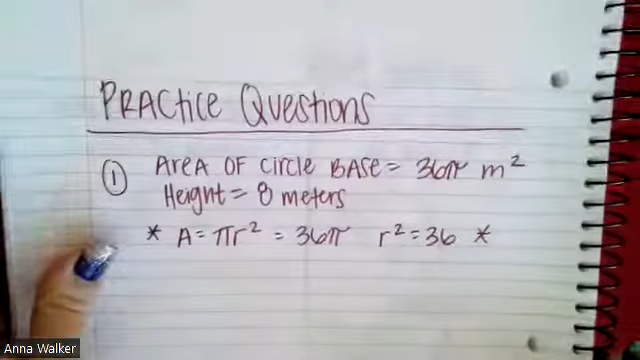 PRACTICE QUESTIONS
① AREA OF CIRCLE BASE = 36π m²
Height = 8 meters
* A = πr² = 36π r² = 36 *
Anna Walker